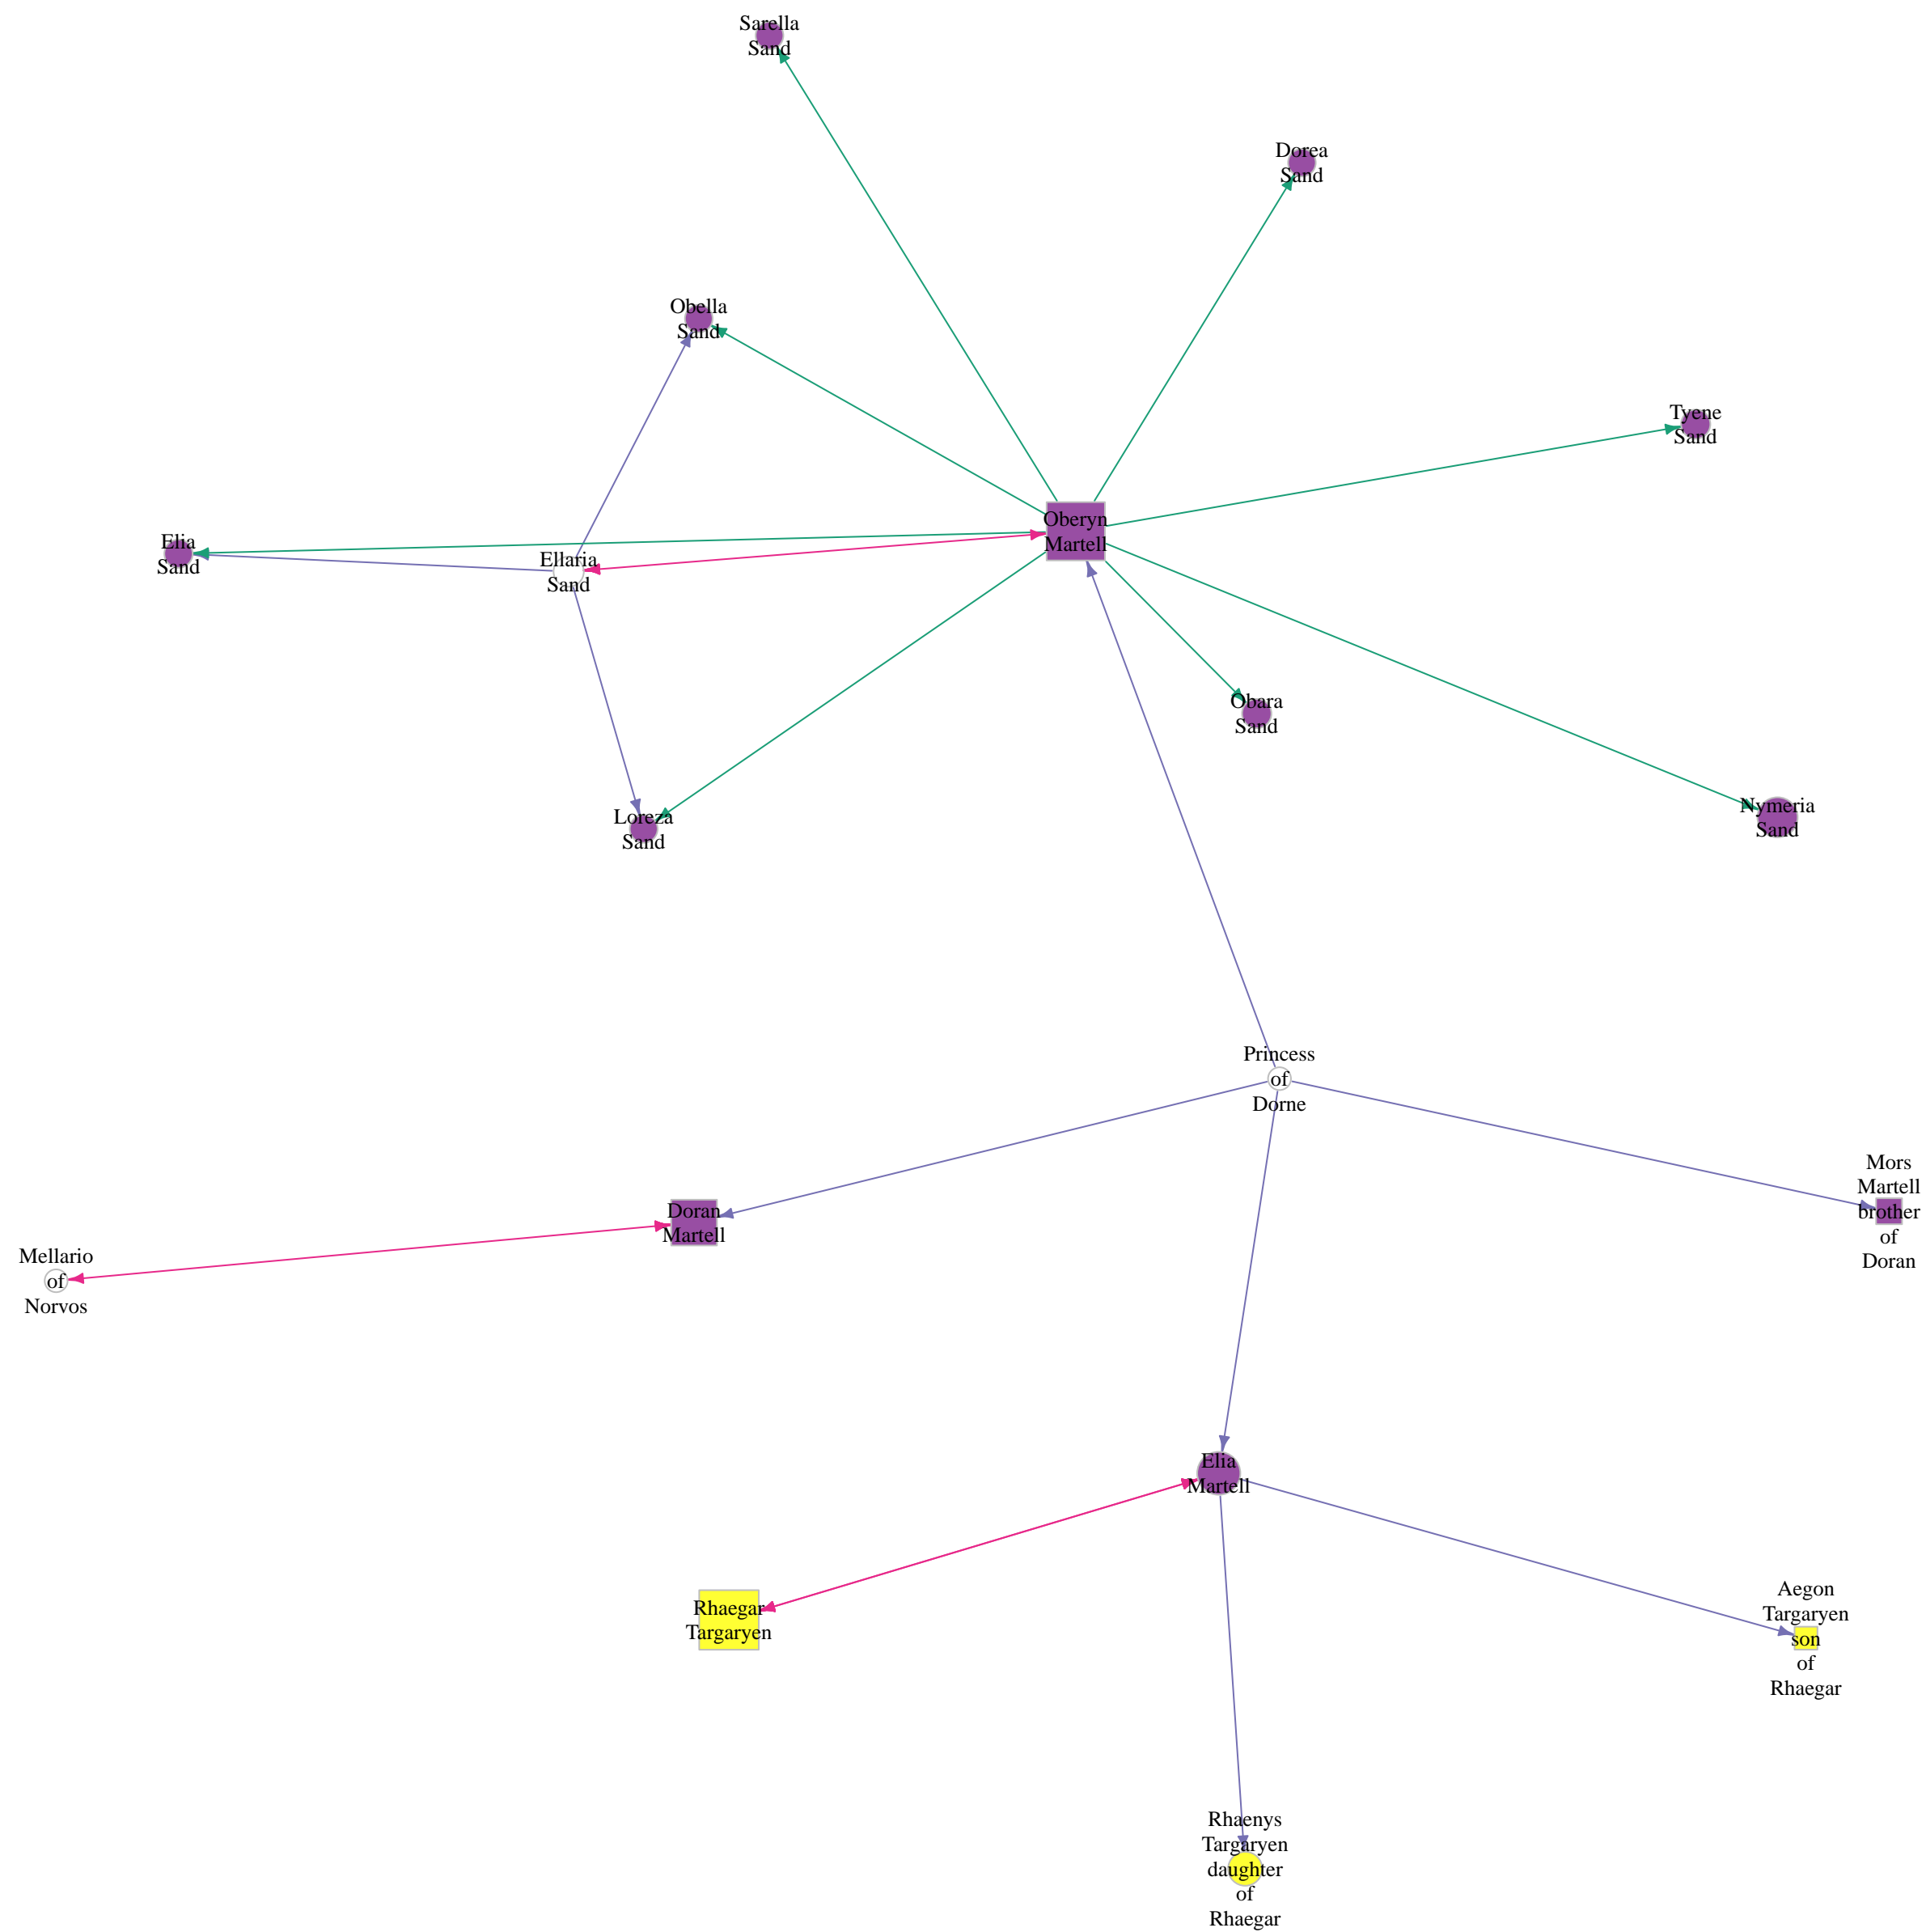 Sarella
Sand
Dorea
Sand
Obella
Sand
Tyene
Sand
Oberyn
Martell
Elia
Sand
Ellaria
Sand
Obara
Sand
Loreza
Sand
Nymeria
Sand
Princess
of
Dorne
Mors
Martell
brother
of
Doran
Doran
Martell
Mellario
of
Norvos
Elia
Martell
Rhaegar
Targaryen
Aegon
Targaryen
son
of
Rhaegar
Rhaenys
Targaryen
daughter
of
Rhaegar